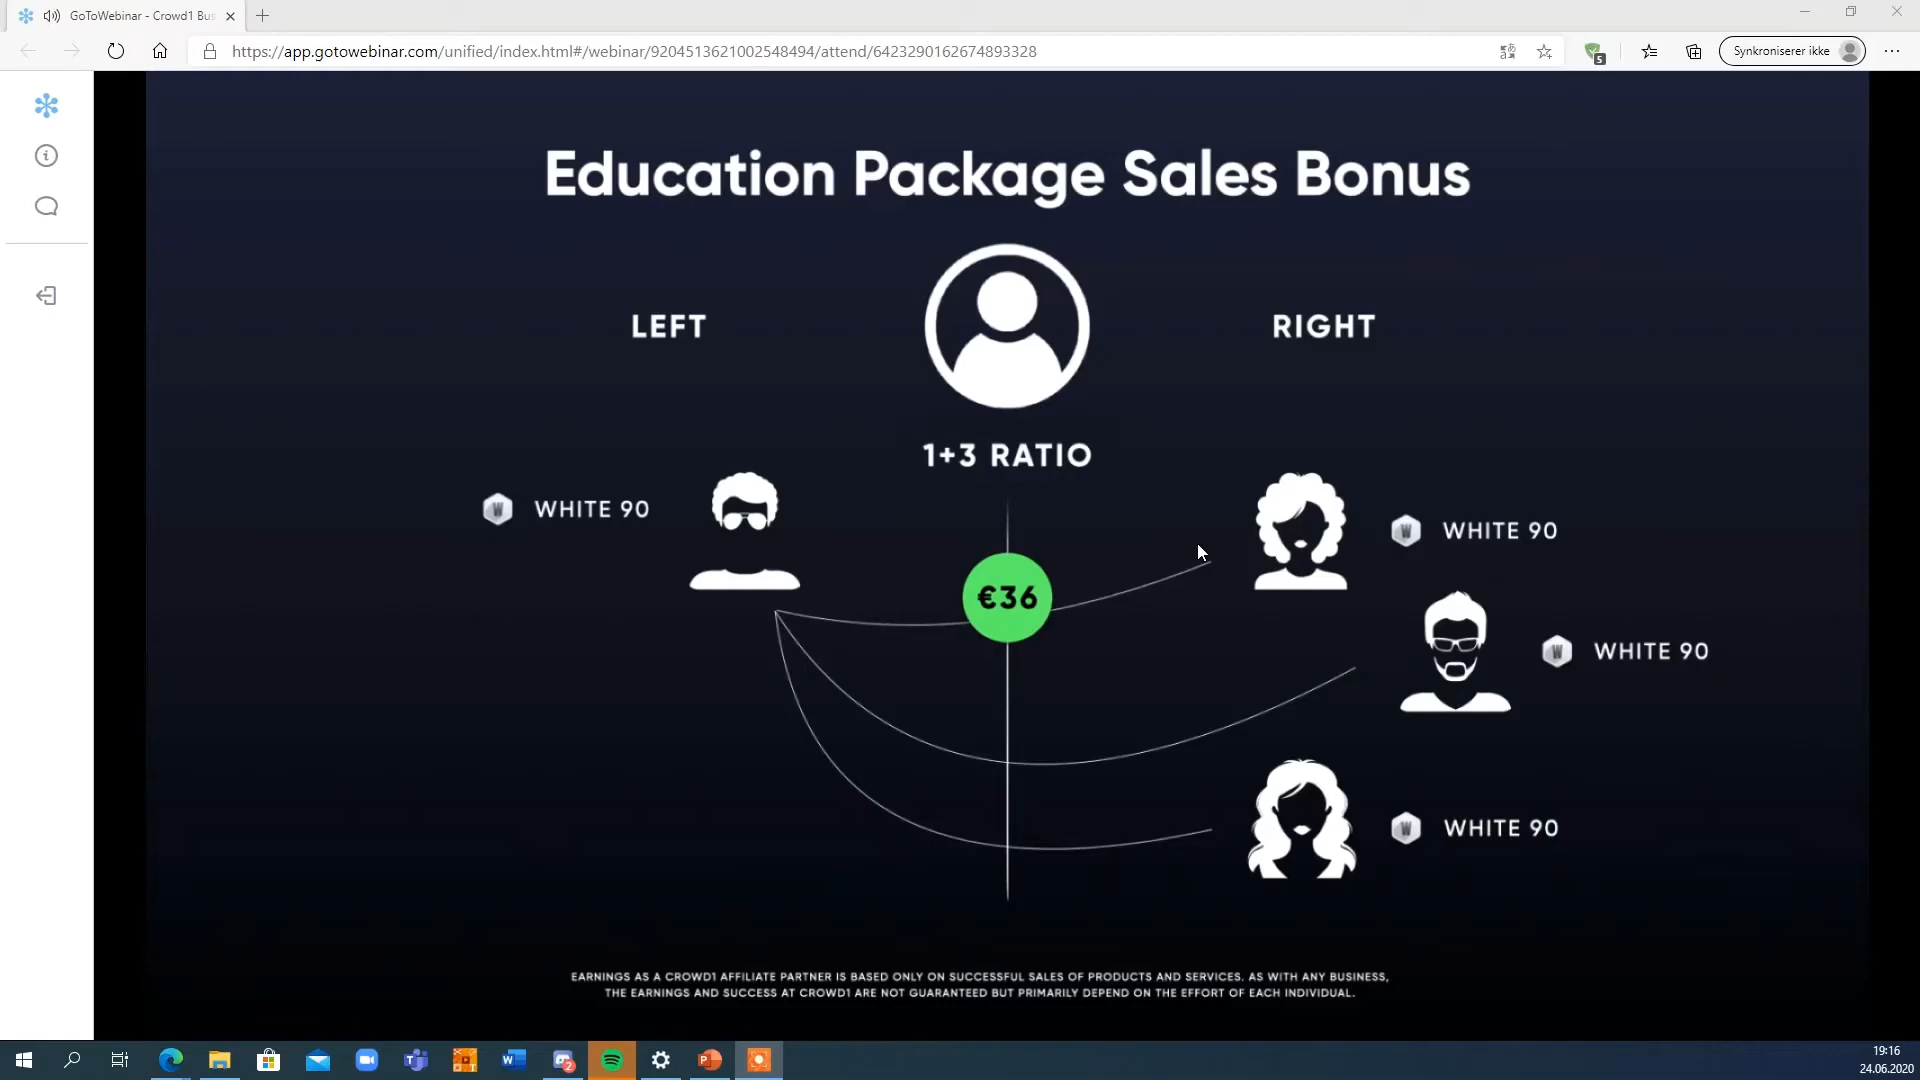 GoToWebinar - Crowd1 Bus
https://app.gotowebinar.com/unified/index.html#/webinar/9204513621002548494/attend/6423290162674893328
5
Synkroniserer ikke
Education Package Sales Bonus
LEFT
RIGHT
1+3 RATIO
W WHITE 90
W WHITE 90
€36
W WHITE 90
W WHITE 90
EARNINGS AS A CROWD1 AFFILIATE PARTNER IS BASED ONLY ON SUCCESSFUL SALES OF PRODUCTS AND SERVICES. AS WITH ANY BUSINESS,
THE EARNINGS AND SUCCESS AT CROWD1 ARE NOT GUARANTEED BUT PRIMARILY DEPEND ON THE EFFORT OF EACH INDIVIDUAL.
2
19:16
24.06.2020